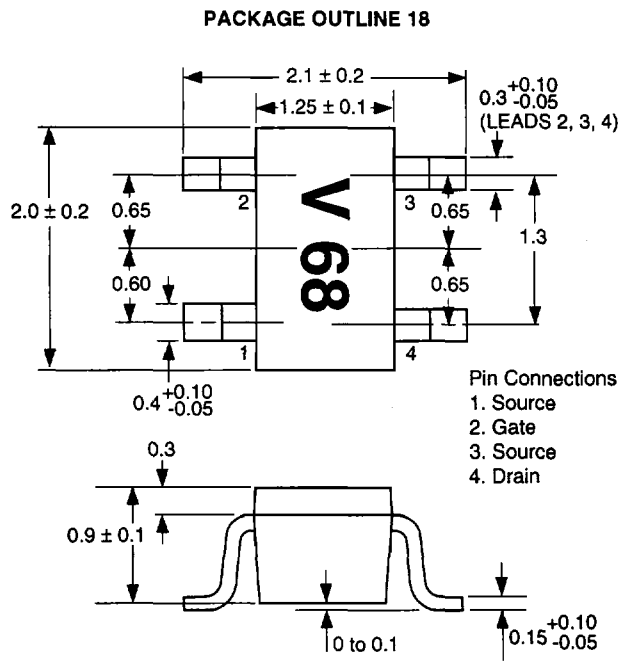 PACKAGE OUTLINE 18
2.1 ± 0.2
1.25 ± 0.1
0.3 +0.10 -0.05
(LEADS 2, 3, 4)
2
3
2.0 ± 0.2
0.65
0.65
1.3
V 68
0.60
0.65
1
4
0.4 +0.10 -0.05
Pin Connections
1. Source
2. Gate
3. Source
4. Drain
0.3
0.9 ± 0.1
0 to 0.1
0.15 +0.10 -0.05